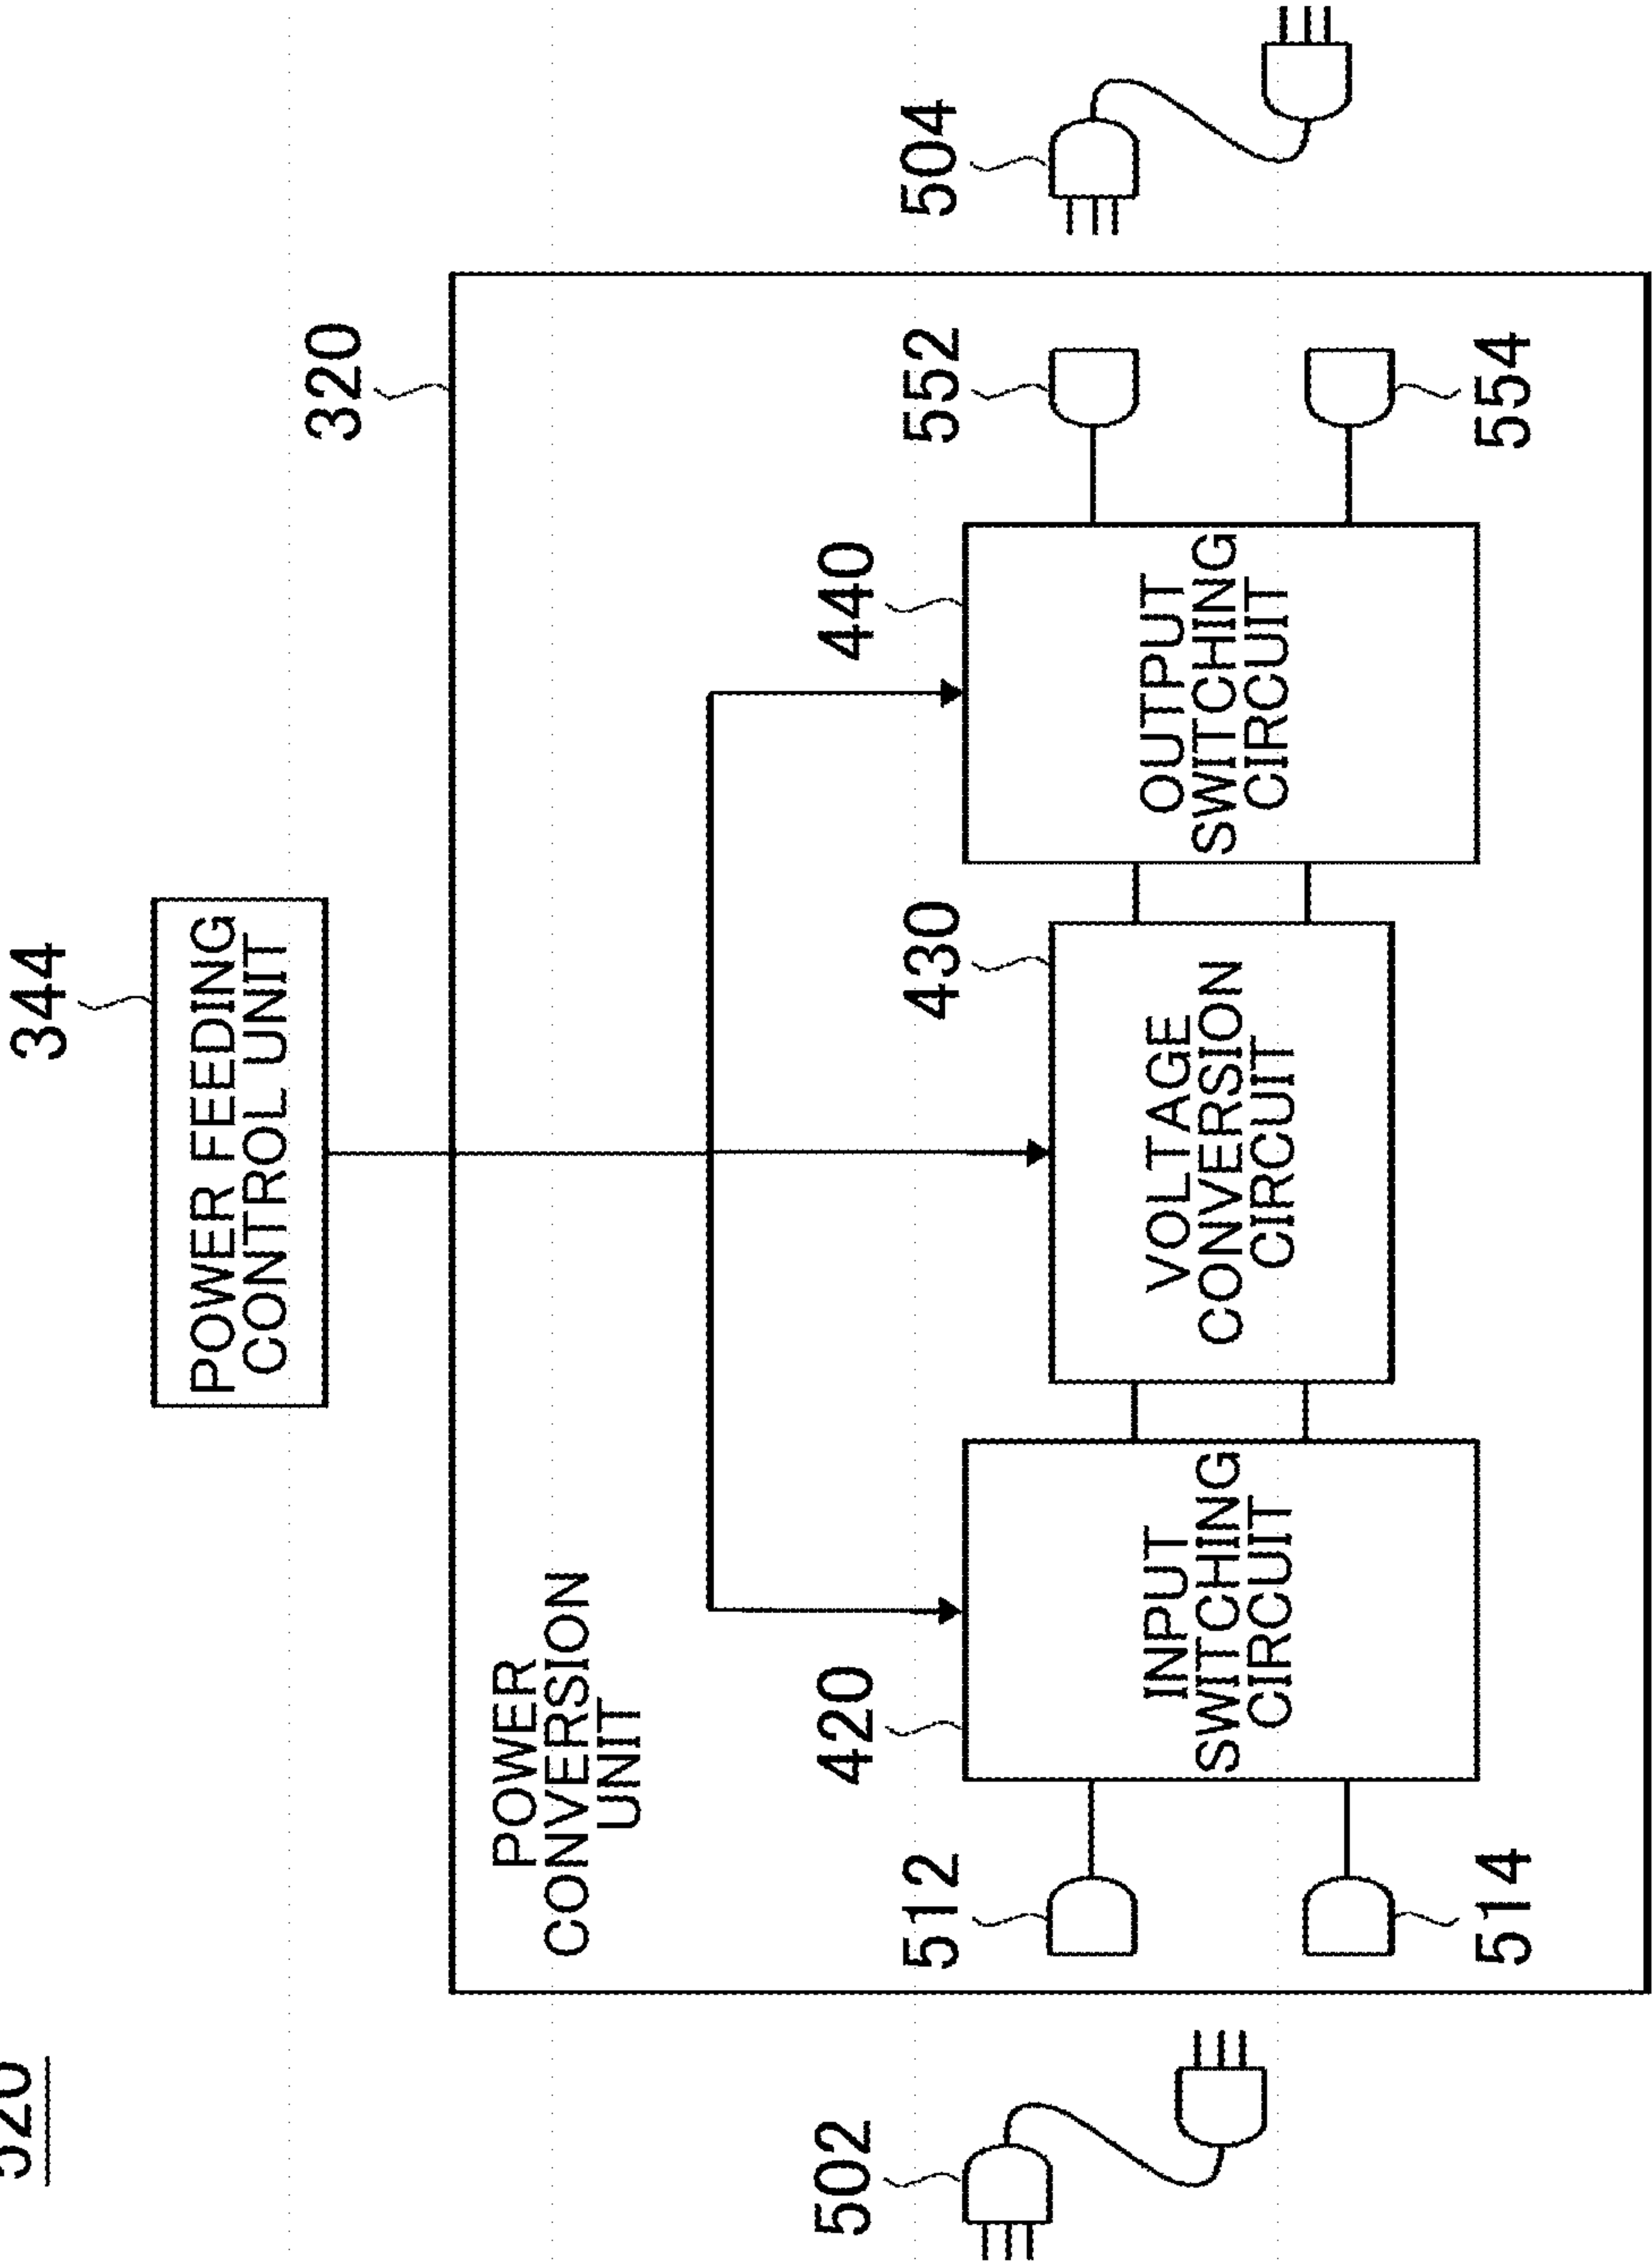 520
344
POWER FEEDING
CONTROL UNIT
320
POWER
CONVERSION
UNIT
420
440
502
512
430
552
504
INPUT
SWITCHING
CIRCUIT
VOLTAGE
CONVERSION
CIRCUIT
OUTPUT
SWITCHING
CIRCUIT
514
554